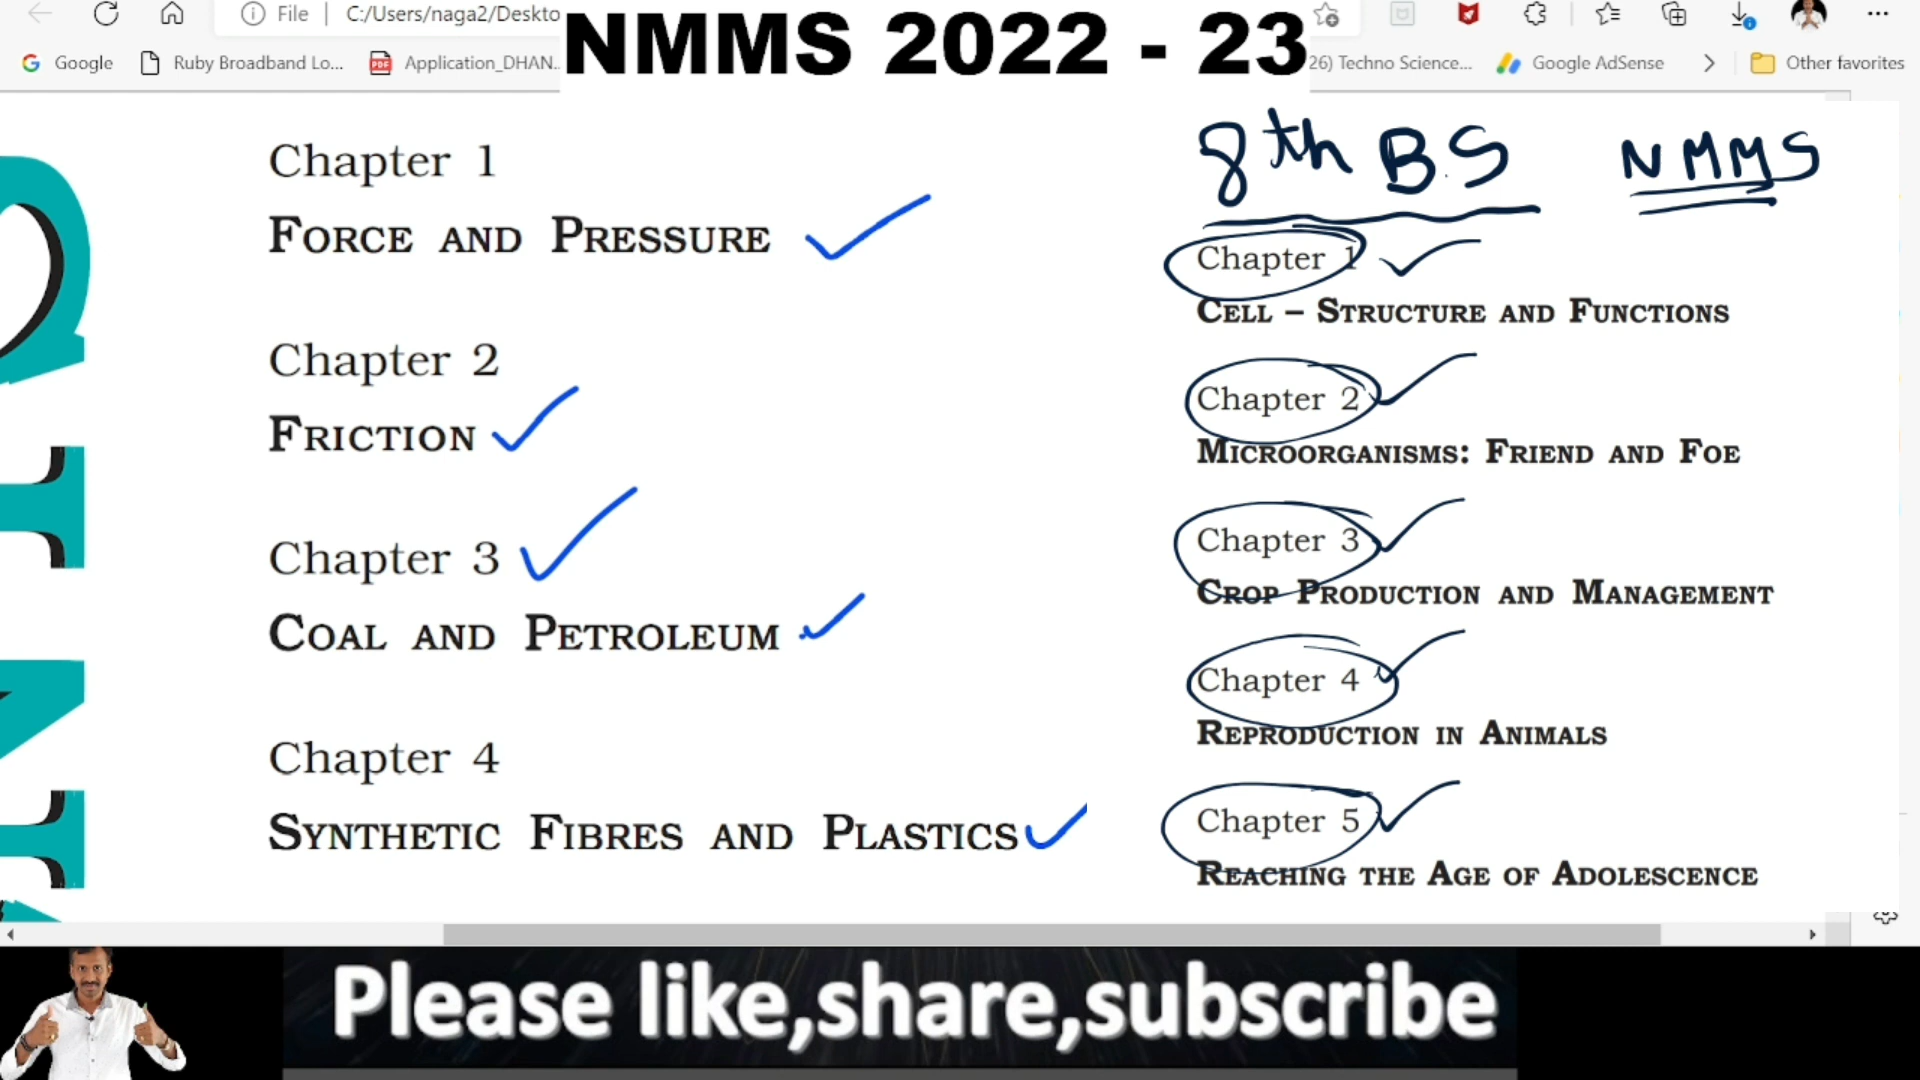 File | C:/Users/naga2/Deskto
NMMS 2022 - 23
Google
Ruby Broadband Lo...
Application_DHAN...
26) Techno Science...
Google AdSense
Other favorites
Chapter 1
FORCE AND PRESSURE
Chapter 2
FRICTION
Chapter 3
COAL AND PETROLEUM
Chapter 4
SYNTHETIC FIBRES AND PLASTICS
8th B.S NMMS
Chapter 1
CELL – STRUCTURE AND FUNCTIONS
Chapter 2
MICROORGANISMS: FRIEND AND FOE
Chapter 3
CROP PRODUCTION AND MANAGEMENT
Chapter 4
REPRODUCTION IN ANIMALS
Chapter 5
REACHING THE AGE OF ADOLESCENCE
Please like,share,subscribe